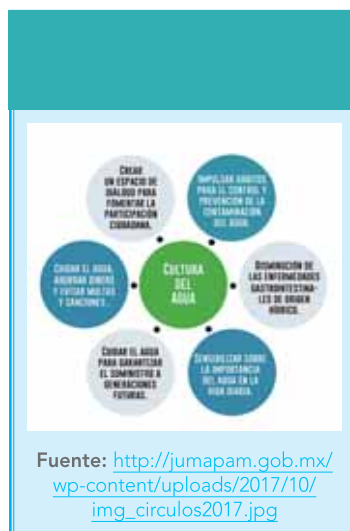 CREAR
UN ESPACIO DE
DIÁLOGO PARA
FOMENTAR LA
PARTICIPACIÓN
CIUDADANA.
IMPULSAR HÁBITOS
PARA EL CONTROL Y
PREVENCIÓN DE LA
CONTAMINACIÓN
DEL AGUA.
CUIDAR EL AGUA,
AHORRAR DINERO
Y EVITAR MULTAS
Y SANCIONES.
CULTURA
DEL
AGUA
DISMINUCIÓN DE
LAS ENFERMEDADES
GASTROINTESTINA-
LES DE ORIGEN
HÍDRICO.
CUIDAR EL AGUA
PARA GARANTIZAR
EL SUMINISTRO A
GENERACIONES
FUTURAS.
SENSIBILIZAR SOBRE
LA IMPORTANCIA
DEL AGUA EN LA
VIDA DIARIA.
Fuente: http://jumapam.gob.mx/
wp-content/uploads/2017/10/
img_circulos2017.jpg